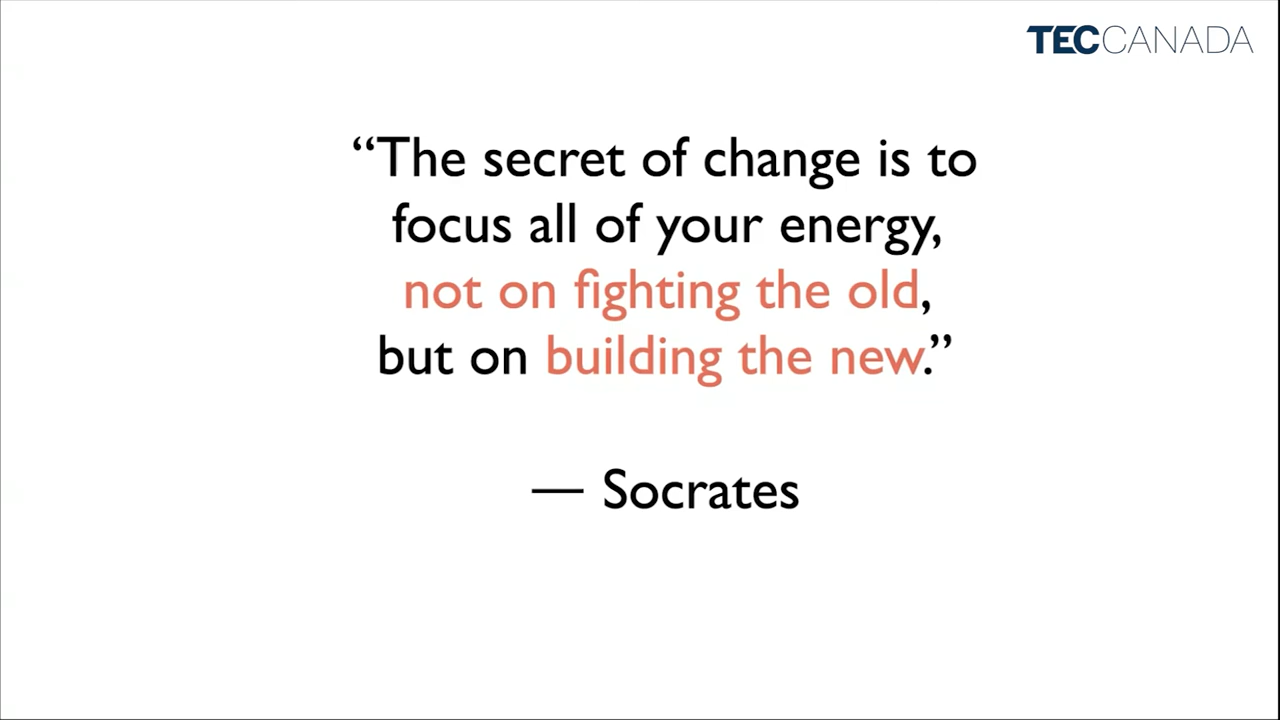 TECCANADA
“The secret of change is to
focus all of your energy,
not on fighting the old,
but on building the new.”
— Socrates